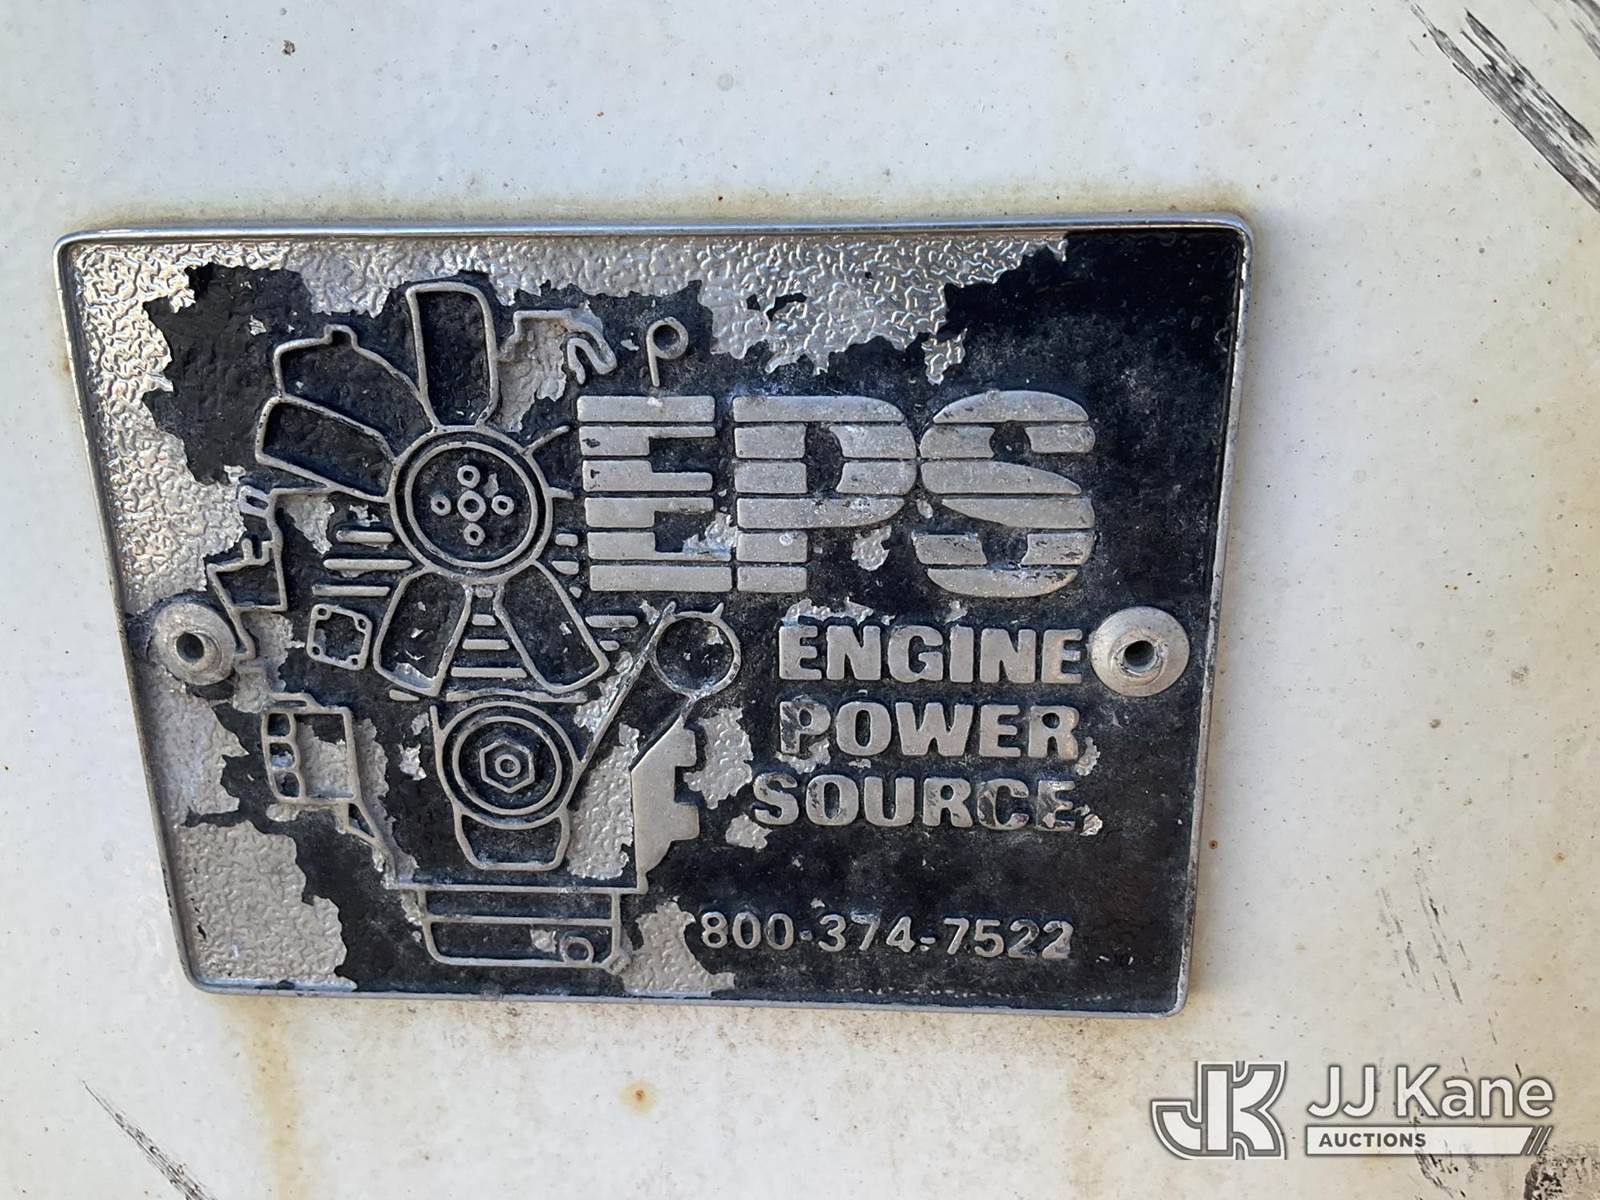 EPS
ENGINE
POWER
SOURCE
800-374-7522
JJ Kane
AUCTIONS